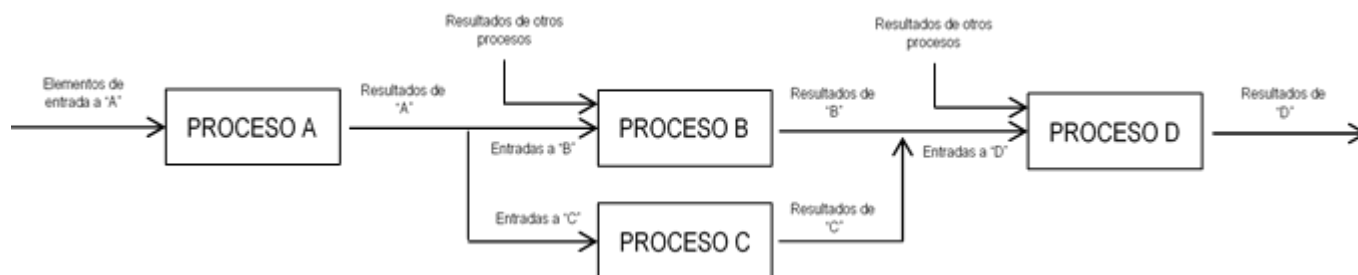 Resultados de otros
procesos
Resultados de otros
procesos
Elementos de
entrada a "A"
PROCESO A
Resultados de
"A"
Entradas a "B"
PROCESO B
Resultados de
"B"
Entradas a "D"
PROCESO D
Resultados de
"D"
Entradas a "C"
PROCESO C
Resultados de
"C"